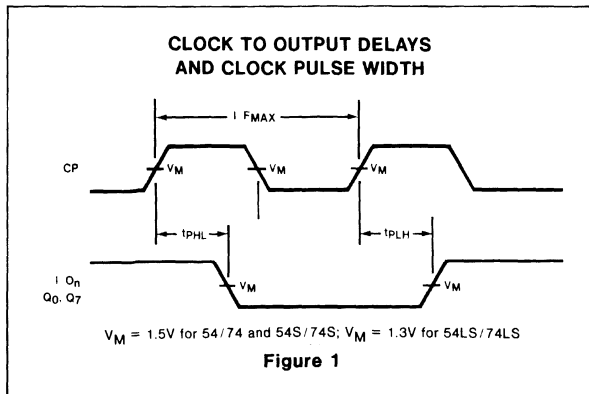 CLOCK TO OUTPUT DELAYS
AND CLOCK PULSE WIDTH
I FMAX
CP
VM
VM
VM
tPHL
tPLH
I On
Q0. Q7
VM
VM
VM = 1.5V for 54/74 and 54S/74S; VM = 1.3V for 54LS/74LS
Figure 1